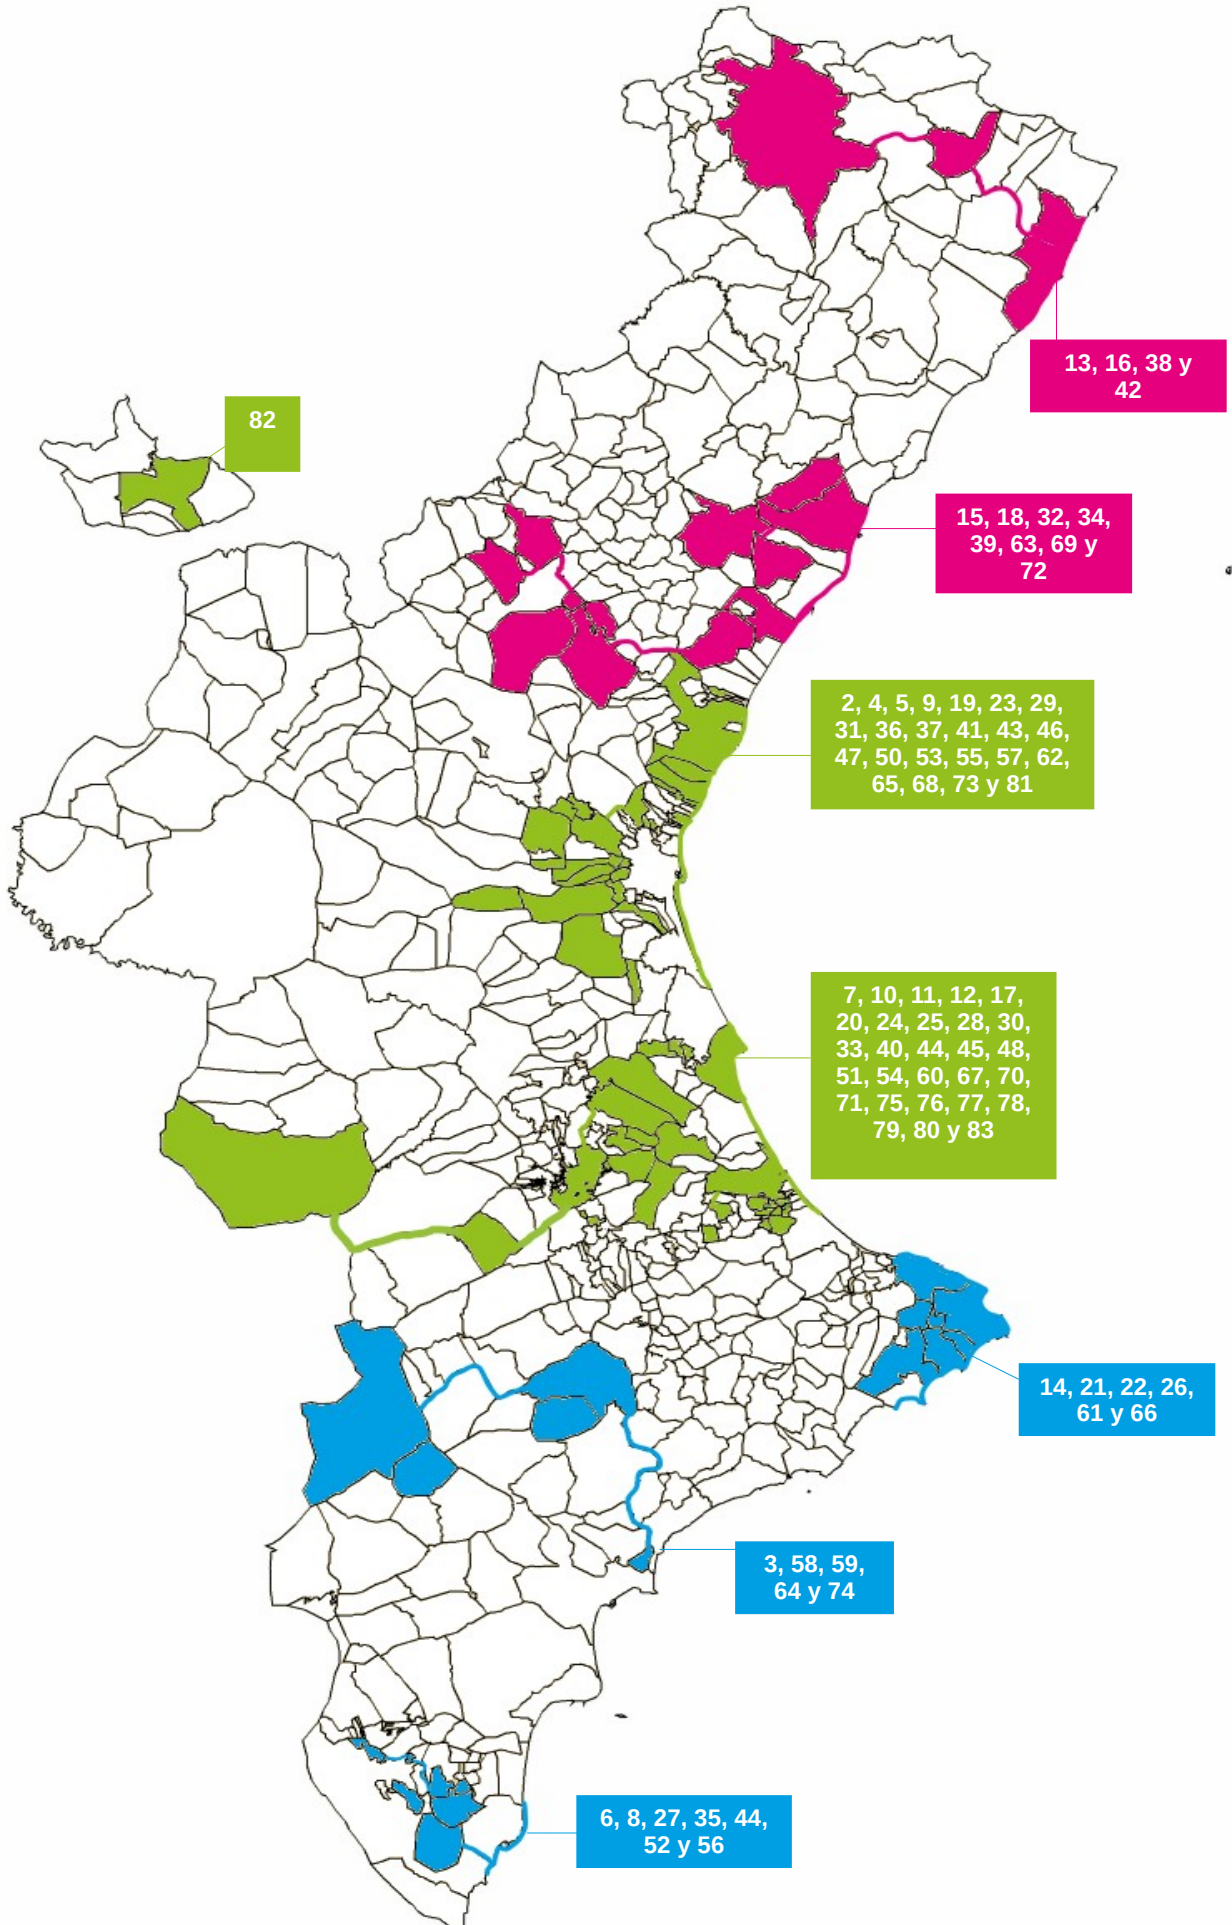 13, 16, 38 y
42
82
15, 18, 32, 34,
39, 63, 69 y
72
2, 4, 5, 9, 19, 23, 29,
31, 36, 37, 41, 43, 46,
47, 50, 53, 55, 57, 62,
65, 68, 73 y 81
7, 10, 11, 12, 17,
20, 24, 25, 28, 30,
33, 40, 44, 45, 48,
51, 54, 60, 67, 70,
71, 75, 76, 77, 78,
79, 80 y 83
14, 21, 22, 26,
61 y 66
3, 58, 59,
64 y 74
6, 8, 27, 35, 44,
52 y 56